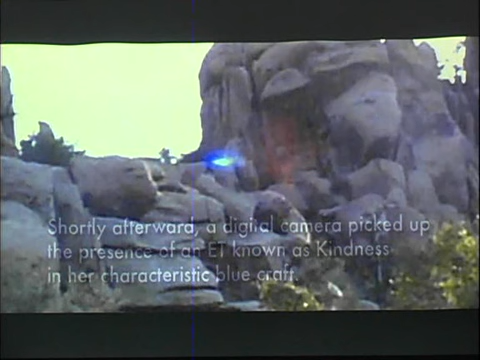 Shortly afterward, a digital camera picked up
the presence of an ET known as Kindness
in her characteristic blue craft.